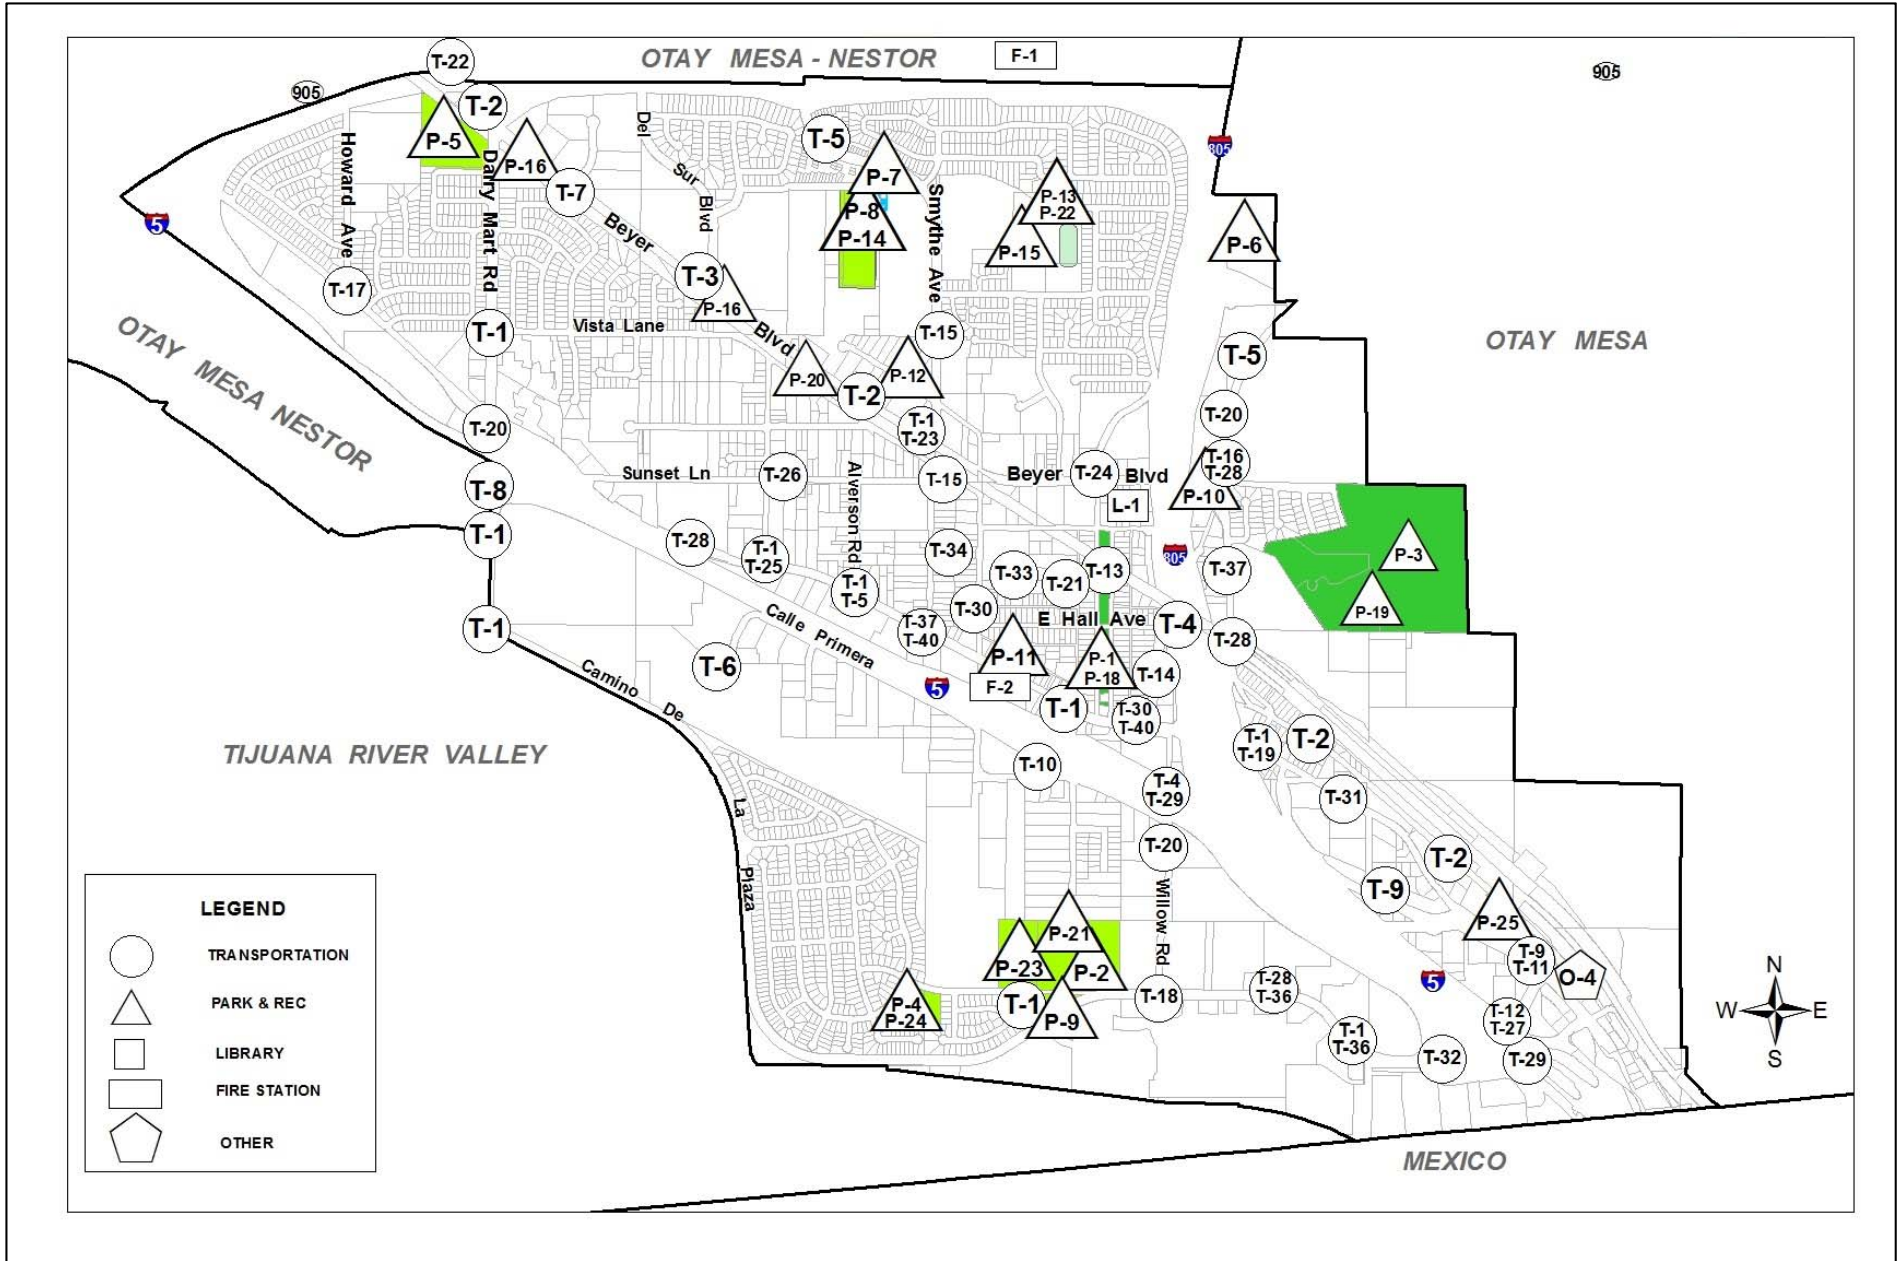 OTAY MESA - NESTOR
F-1
T-22
905
905
T-2
P-5
P-16
T-7
Howard Ave
Darry Mart Rd
Del Sur Blvd
T-5
P-7
P-8
P-14
Smythe Ave
P-13
P-22
P-15
805
P-6
5
Beyer Blvd
T-3
P-16
T-17
T-1
Vista Lane
T-15
P-20
P-12
T-2
T-5
OTAY MESA
OTAY MESA NESTOR
T-20
T-1
T-23
T-20
T-8
Sunset Ln
T-26
Alverson Rd
T-15
Beyer
T-24
Blvd
L-1
T-16
T-28
P-10
T-1
T-28
T-1
T-25
T-34
805
P-3
T-1
T-5
T-33
T-21
T-13
T-37
P-19
T-30
T-37
T-40
E Hall Ave
T-4
T-28
T-1
T-6
Calle Primera
P-11
P-1
P-18
T-14
F-2
5
T-1
T-30
T-40
Camino De La Plaza
TIJUANA RIVER VALLEY
T-10
T-1
T-19
T-2
T-4
T-29
T-31
T-20
T-2
T-9
Willow Rd
P-21
P-23
P-2
P-25
T-9
T-11
O-4
5
T-28
T-36
T-18
T-1
P-9
P-4
P-24
T-12
T-27
T-1
T-36
T-32
T-29
LEGEND
TRANSPORTATION
PARK & REC
LIBRARY
FIRE STATION
OTHER
N
W
E
S
MEXICO